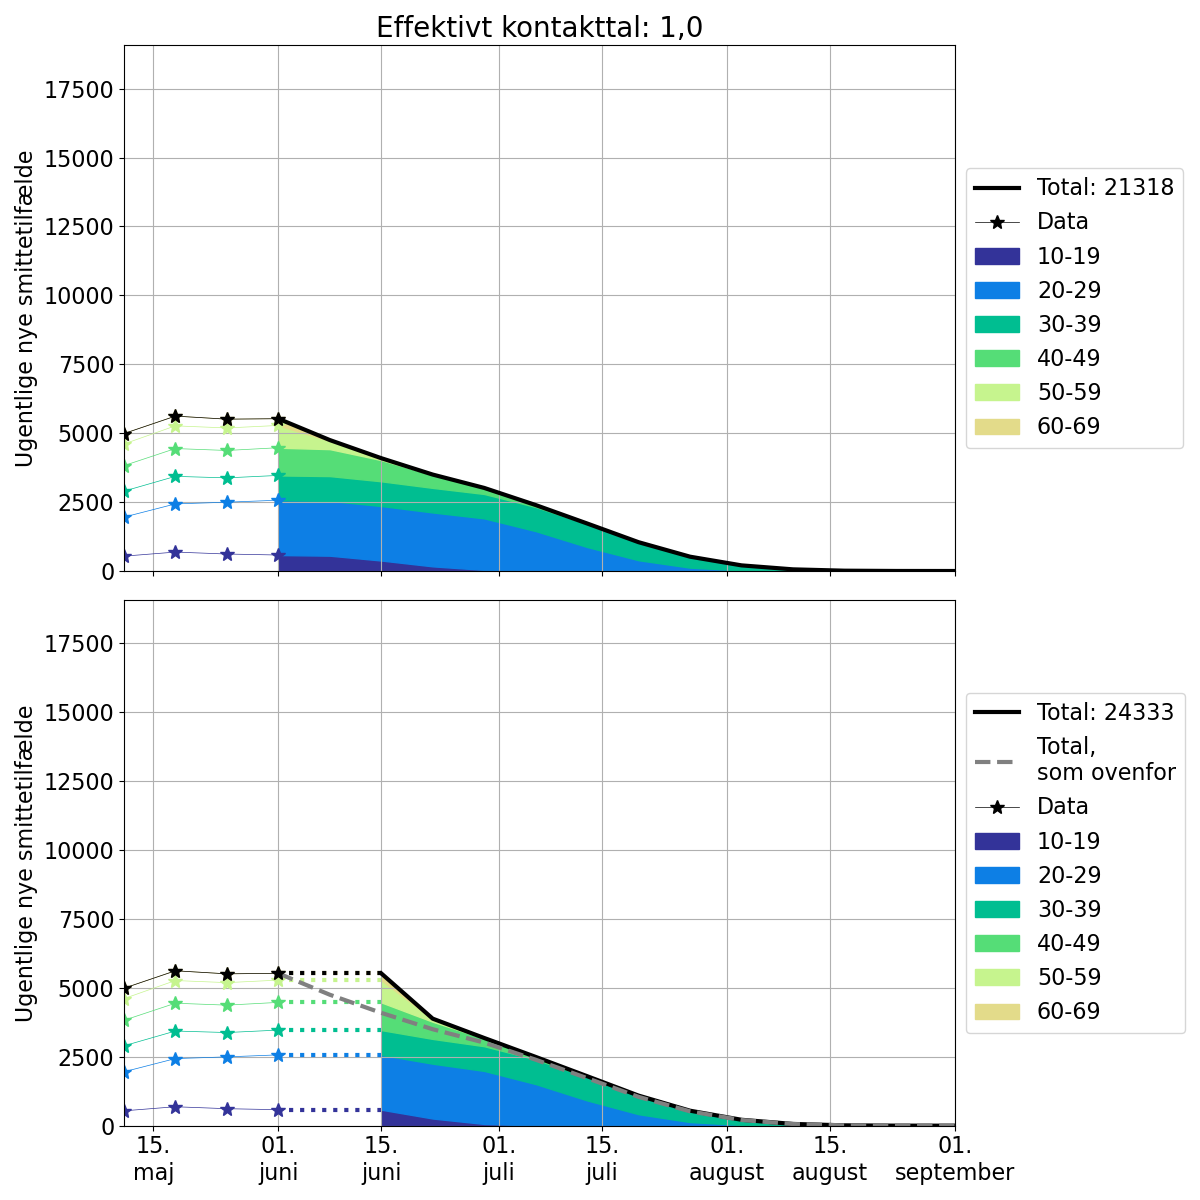 Effektivt kontakttal: 1,0
Ugentlige nye smittetilfælde
17500
15000
12500
10000
7500
5000
2500
0
Total: 21318
Data
10-19
20-29
30-39
40-49
50-59
60-69
Ugentlige nye smittetilfælde
17500
15000
12500
10000
7500
5000
2500
0
Total: 24333
Total,
som ovenfor
Data
10-19
20-29
30-39
40-49
50-59
60-69
15. 01. 15. 01. 15. 01. 15. 01.
maj juni juni juli juli august august september